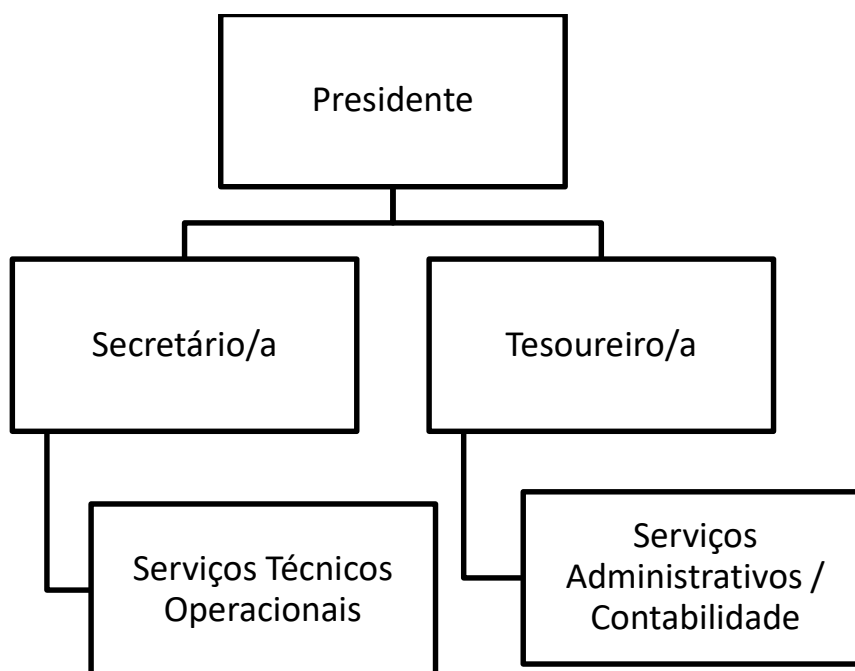 Presidente
Secretário/a
Tesoureiro/a
Serviços Técnicos
Operacionais
Serviços
Administrativos /
Contabilidade